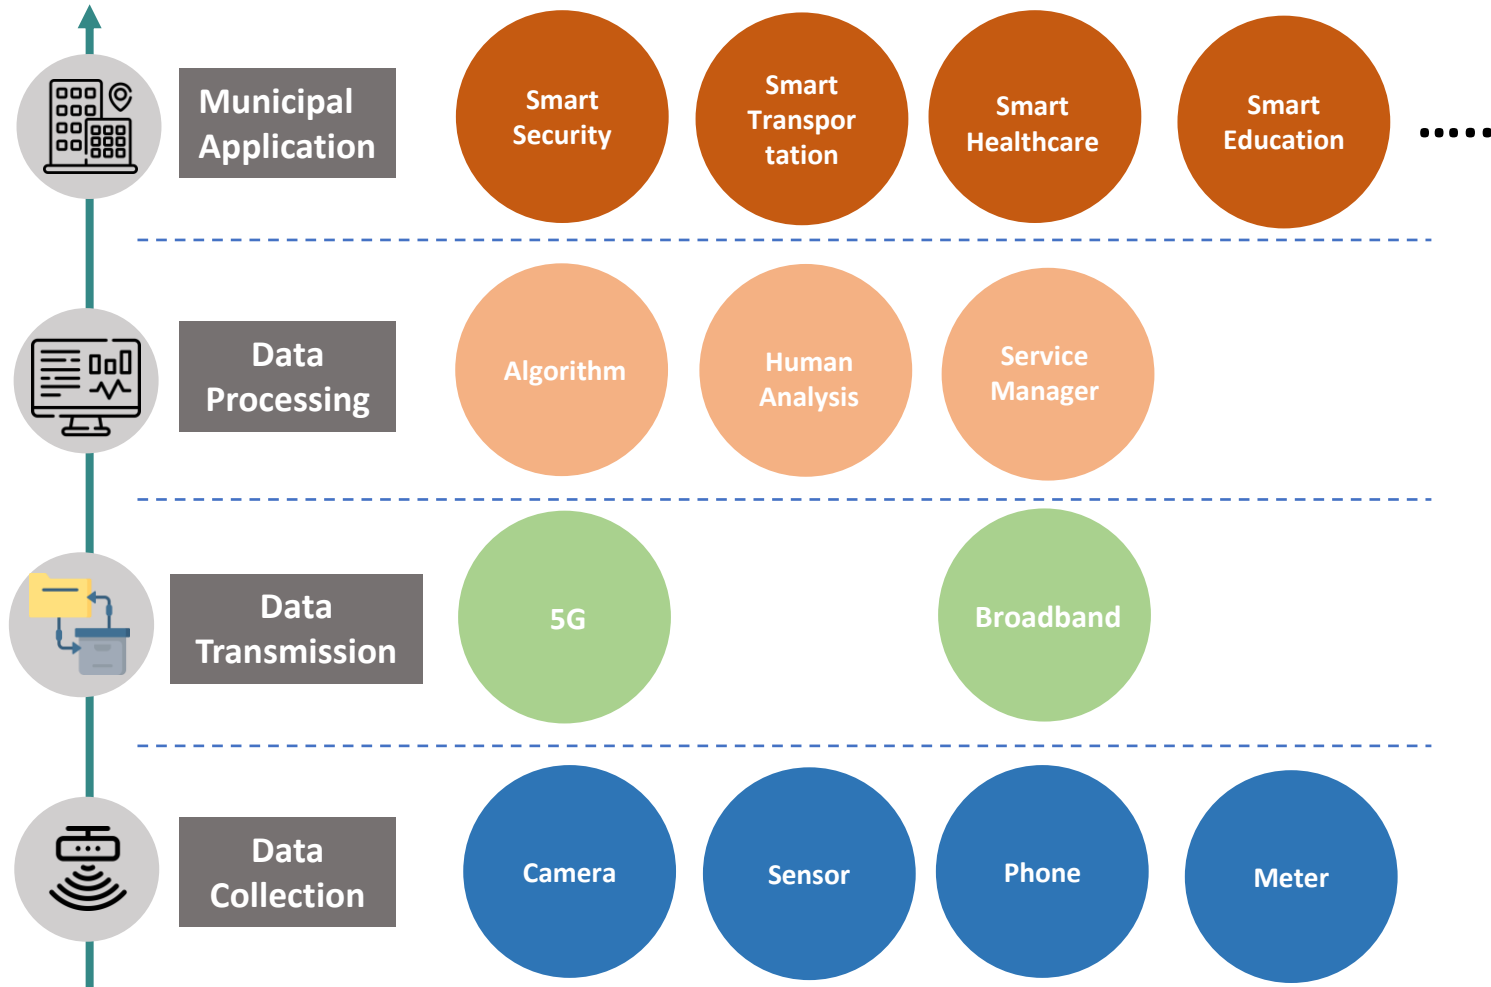 Municipal
Application
Smart
Security
Smart
Transpor
tation
Smart
Healthcare
Smart
Education
......
Data
Processing
Algorithm
Human
Analysis
Service
Manager
Data
Transmission
5G
Broadband
Data
Collection
Camera
Sensor
Phone
Meter